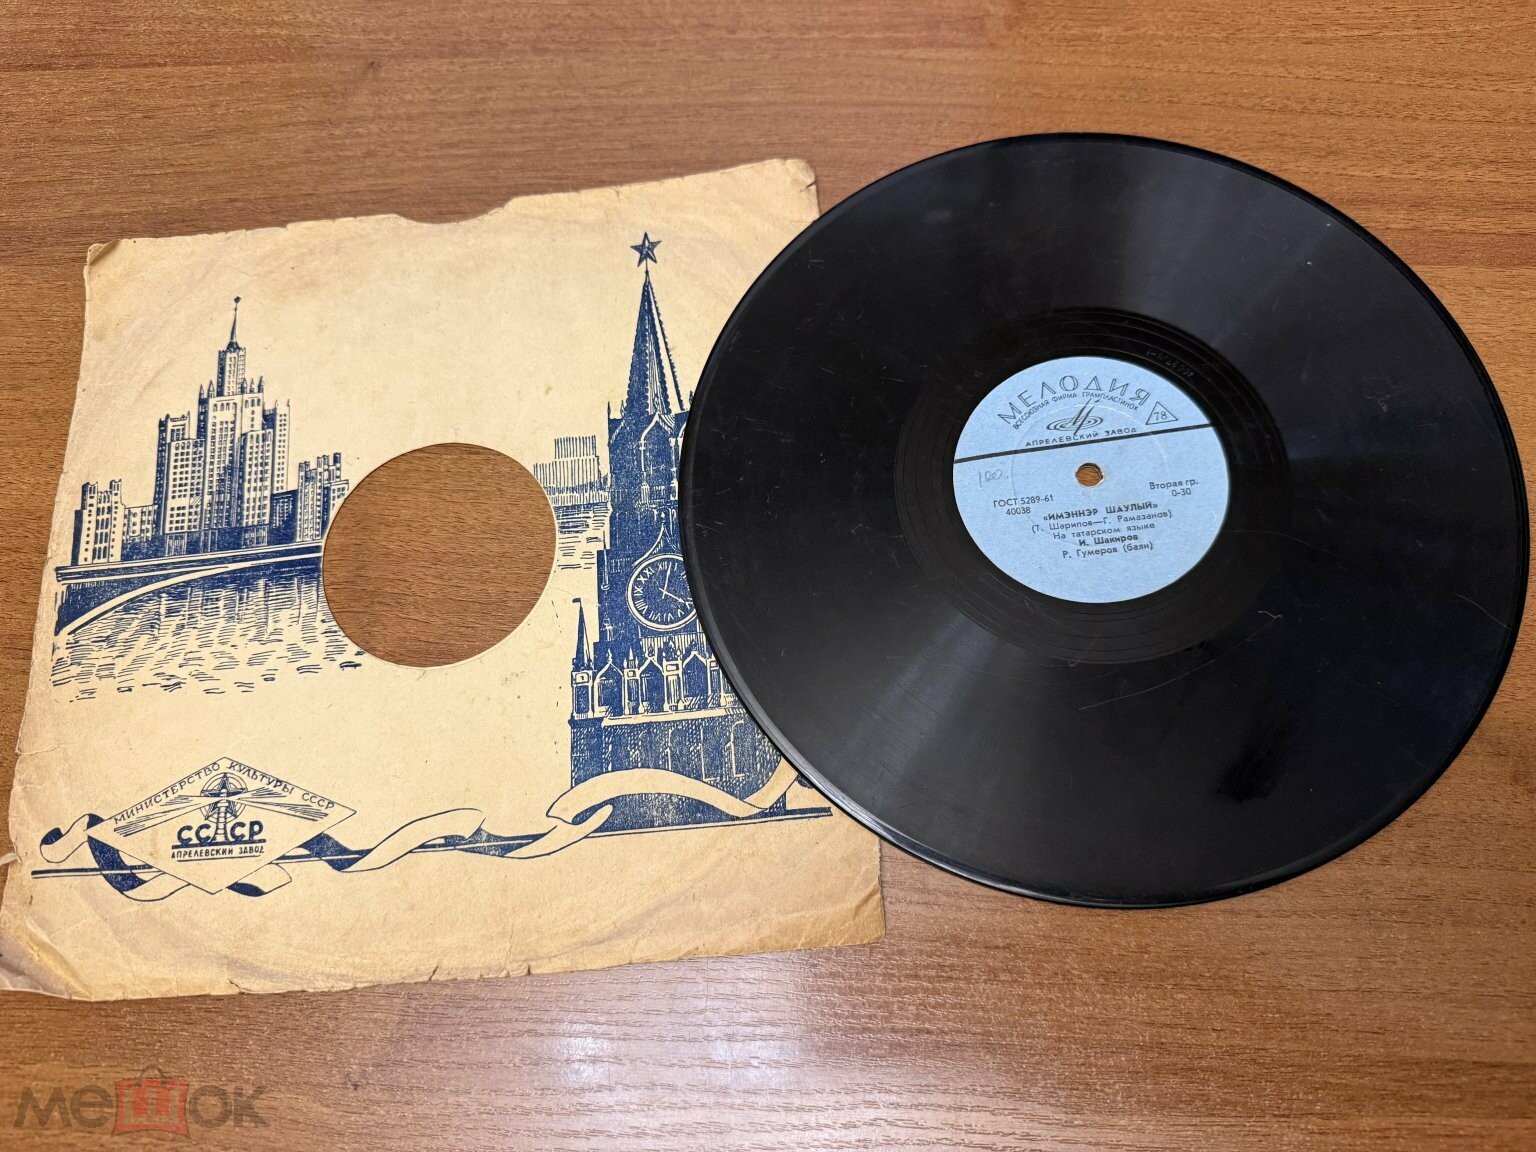 МЕЛОДИЯ
ВСЕСОЮЗНАЯ ФИРМА ГРАМПЛАСТИНОК
78
АПРЕЛЕВСКИЙ ЗАВОД
ГОСТ 5289-61
Вторая гр.
40038
0-30
«ИМЭННЭР ШАУЛЫЙ»
(Т. Шарипов—Г. Рамазанов)
На татарском языке
И. Шакиров
Р. Гумеров (баян)
МИНИСТЕРСТВО КУЛЬТУРЫ СССР
СССР
АПРЕЛЕВСКИЙ ЗАВОД
мешок